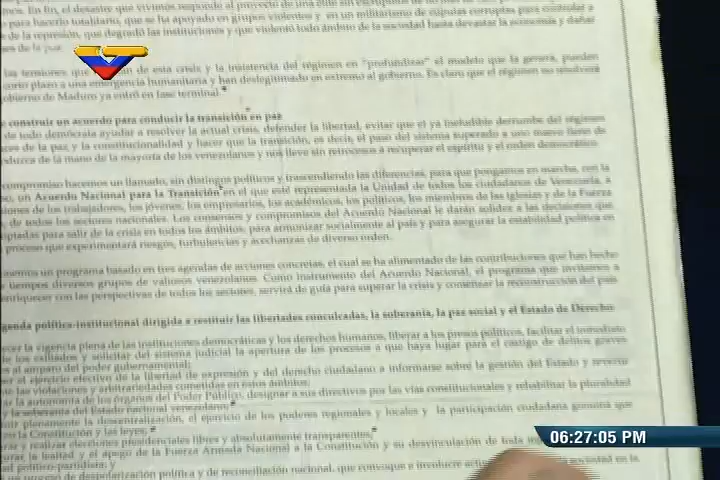 mos. En fin, el desastre que vivimos responde al proyecto de una élite sin escrúpulos de
para hacerlo totalitario, que se ha apoyado en grupos violentos y en un militarismo de cúpulas corruptas para controlar a
de la represión, que degradó las instituciones y que violentó todo ámbito de la sociedad hasta devastar la economía y dañar
de la paz.
las tensiones que de esta crisis y la insistencia del régimen en "profundizar" el modelo que la genera, pueden
corto plazo a una emergencia humanitaria y han deslegitimado en extremo al gobierno. Es claro que el régimen no resolverá
gobierno de Maduro ya entró en fase terminal.
construir un acuerdo para conducir la transición en paz
de todo demócrata ayudar a resolver la actual crisis, defender la libertad, evitar que el ya ineludible derrumbe del régimen
de la paz y la constitucionalidad y hacer que la transición, es decir, el paso del sistema superado a uno nuevo lleno de
de la mano de la mayoría de los venezolanos y nos lleve sin retrocesos a recuperar el espíritu y el orden democrático.
compromiso hacemos un llamado, sin distingos políticos y trascendiendo las diferencias, para que pongamos en marcha, con la
un Acuerdo Nacional para la Transición en el que esté representada la Unidad de todos los ciudadanos de Venezuela, a
de los trabajadores, los jóvenes, los empresarios, los académicos, los políticos, los miembros de las Iglesias y de la Fuerza
de todos los sectores nacionales. Los consensos y compromisos del Acuerdo Nacional le darán solidez a las decisiones que
adoptadas para salir de la crisis en todos los ámbitos, para armonizar socialmente al país y para asegurar la estabilidad política en
proceso que experimentará riesgos, turbulencias y acechanzas de diverso orden.
un programa basado en tres agendas de acciones concretas, el cual se ha alimentado de las contribuciones que han hecho
tiempos diversos grupos de valiosos venezolanos. Como instrumento del Acuerdo Nacional, el programa que invitamos a
enriquecer con las perspectivas de todos los sectores, servirá de guía para superar la crisis y comenzar la reconstrucción del país
agenda político-institucional dirigida a restituir las libertades conculcadas, la soberanía, la paz social y el Estado de Derecho:
la vigencia plena de las instituciones democráticas y los derechos humanos, liberar a los presos políticos, facilitar el inmediato
de los exiliados y solicitar del sistema judicial la apertura de los procesos a que haya lugar para el castigo de delitos graves
al amparo del poder gubernamental;
el ejercicio efectivo de la libertad de expresión y del derecho ciudadano a informarse sobre la gestión del Estado y revertir
las violaciones y arbitrariedades cometidas en estos ámbitos;
la autonomía de los órganos del Poder Público, designar a sus directivos por las vías constitucionales y rehabilitar la pluralidad
y la soberanía del Estado nacional venezolano;
plenamente la descentralización, el ejercicio de los poderes regionales y locales y la participación ciudadana garantía que
la Constitución y las leyes;
y realizar elecciones presidenciales libres y absolutamente transparentes;
la lealtad y el apego de la Fuerza Armada Nacional a la Constitución y su desvinculación de toda
político-partidista; y
un proceso de despolarización política y de reconciliación nacional, que convoque a involucre en la
06:27:05 PM